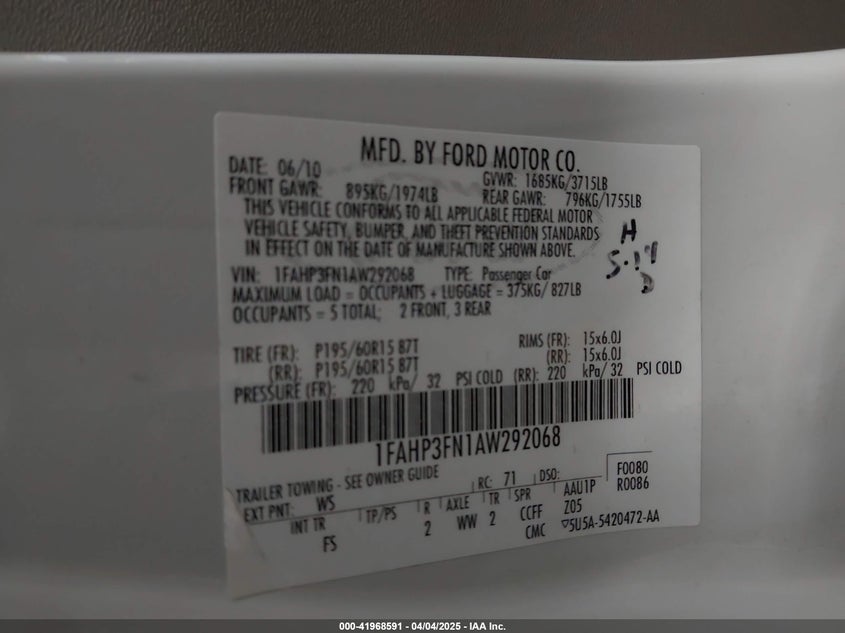 MFD. BY FORD MOTOR CO.
DATE: 06/10 GVWR: 1685KG/3715LB
FRONT GAWR: 895KG/1974LB REAR GAWR: 796KG/1755LB
THIS VEHICLE CONFORMS TO ALL APPLICABLE FEDERAL MOTOR
VEHICLE SAFETY, BUMPER, AND THEFT PREVENTION STANDARDS
IN EFFECT ON THE DATE OF MANUFACTURE SHOWN ABOVE.
H
5.14
D
VIN: 1FAHP3FN1AW292068 TYPE: Passenger Car
MAXIMUM LOAD = OCCUPANTS + LUGGAGE = 375KG/ 827LB
OCCUPANTS = 5 TOTAL; 2 FRONT, 3 REAR
TIRE (FR): P195/60R15 87T RIMS (FR): 15x6.0J
(RR): P195/60R15 87T (RR): 15x6.0J
PRESSURE (FR): 220 kPa/ 32 PSI COLD (RR): 220 kPa/ 32 PSI COLD
1FAHP3FN1AW292068
TRAILER TOWING - SEE OWNER GUIDE RC: 71 DSO: F0080
EXT PNT: WS R0086
INT TR TP/PS R AXLE TR SPR AAU1P
FS 2 WW 2 CCFF Z05
CMC ▽5U5A-5420472-AA
000-41968591 - 04/04/2025 - IAA Inc.